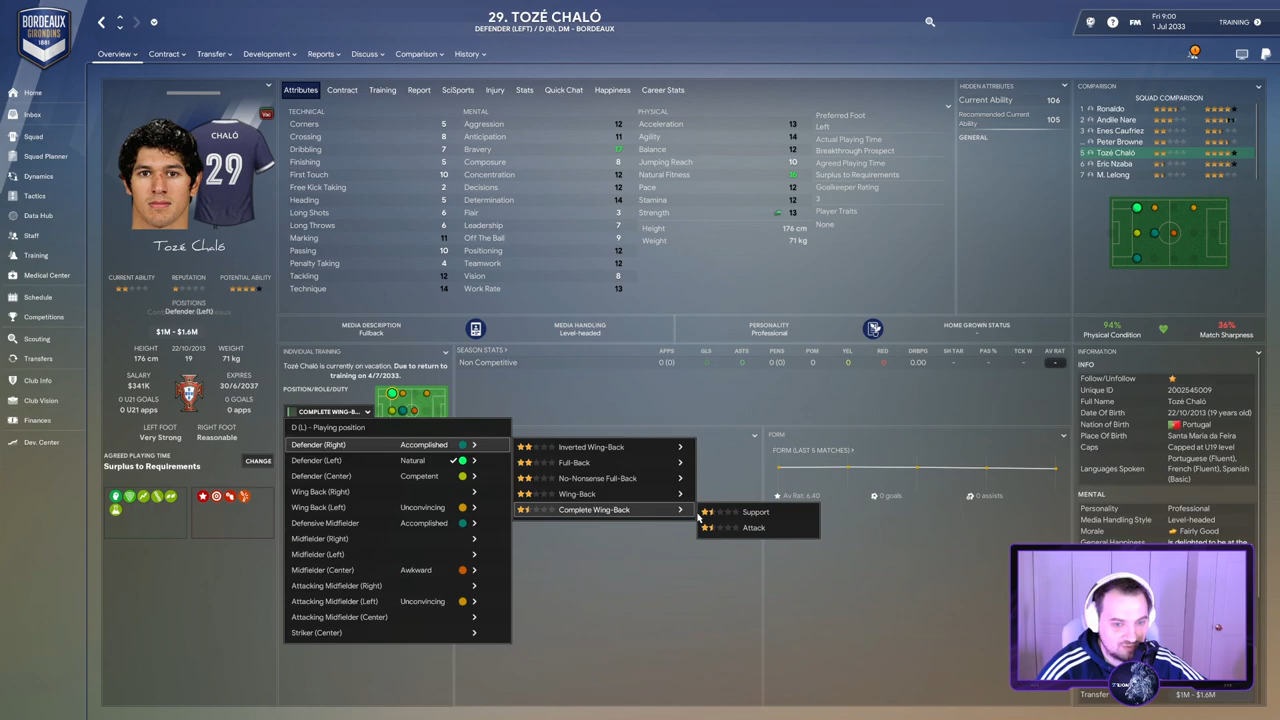 BORDEAUX
GIRONDINS
1881
29. TOZÉ CHALÓ
DEFENDER (LEFT) / D (R), DM - BORDEAUX
FM
Fri 9:00
1 Jul 2033
TRAINING
Overview
Contract
Transfer
Development
Reports
Discuss
Comparison
History
Home
Inbox
Squad
Squad Planner
Dynamics
Tactics
Data Hub
Staff
Training
Medical Center
Schedule
Competitions
Scouting
Transfers
Club Info
Club Vision
Finances
Dev. Center
Vac
CHALÓ
29
Tozé Chaló
CURRENT ABILITY
REPUTATION
POTENTIAL ABILITY
POSITIONS
Defender (Left)
$1M - $1.6M
HEIGHT
176 cm
22/10/2013
(19 years old)
WEIGHT
71 kg
SALARY
$341K
EXPIRES
30/6/2037
0 U21 GOALS
0 U21 apps
0 GOALS
0 apps
LEFT FOOT
Very Strong
RIGHT FOOT
Reasonable
AGREED PLAYING TIME
Surplus to Requirements
CHANGE
Attributes
Contract
Training
Report
SciSports
Injury
Stats
Quick Chat
Happiness
Career Stats
TECHNICAL
Corners 5
Crossing 8
Dribbling 7
Finishing 5
First Touch 10
Free Kick Taking 2
Heading 5
Long Shots 6
Long Throws 6
Marking 11
Passing 10
Penalty Taking 4
Tackling 12
Technique 14
MENTAL
Aggression 12
Anticipation 11
Bravery
Composure 8
Concentration 12
Decisions 12
Determination 14
Flair 3
Leadership 7
Off The Ball 9
Positioning 12
Teamwork 12
Vision 8
Work Rate 13
PHYSICAL
Acceleration 13
Agility 14
Balance 12
Jumping Reach 10
Natural Fitness 16
Pace 12
Stamina 12
Strength 13
Height 176 cm
Weight 71 kg
Preferred Foot
Left
Actual Playing Time
Breakthrough Prospect
Agreed Playing Time
Surplus to Requirements
Goalkeeper Rating
3
Player Traits
None
HIDDEN ATTRIBUTES
Current Ability 106
Recommended Current Ability 105
GENERAL
COMPARISON
SQUAD COMPARISON
1 Ronaldo
2 Andile Nare
3 Enes Caufriez
4 Peter Browne
5 Tozé Chaló
6 Eric Nzaba
7 M. Lelong
MEDIA DESCRIPTION
Fullback
MEDIA HANDLING
Level-headed
PERSONALITY
Professional
HOME GROWN STATUS
-
94%
Physical Condition
36%
Match Sharpness
INDIVIDUAL TRAINING
Tozé Chaló is currently on vacation. Due to return
to training on 4/7/2033.
POSITION/ROLE/DUTY
COMPLETE WING-B...
D (L) - Playing position
Defender (Right) Accomplished
Defender (Left) Natural
Defender (Center) Competent
Wing Back (Right)
Wing Back (Left) Unconvincing
Defensive Midfielder Accomplished
Midfielder (Right)
Midfielder (Left)
Midfielder (Center) Awkward
Attacking Midfielder (Right)
Attacking Midfielder (Left) Unconvincing
Attacking Midfielder (Center)
Striker (Center)
Inverted Wing-Back
Full-Back
No-Nonsense Full-Back
Wing-Back
Complete Wing-Back
Support
Attack
SEASON STATS
APPS GLS ASTS PENS POM YEL RED DRBPG SH TAR PAS % TCK W AV RAT
Non Competitive 0 (0) 0 0 0 (0) 0 0 0 0.00 - - - -
FORM
FORM (LAST 5 MATCHES)
Av Rat: 6.40
0 goals
0 assists
INFORMATION
INFO
Follow/Unfollow
Unique ID 2002545009
Full Name Tozé Chaló
Date Of Birth 22/10/2013 (19 years old)
Nation of Birth Portugal
Place Of Birth Santa Maria da Feira
Caps Capped at U19 level
Languages Spoken Portuguese (Fluent), English (Fluent), French (Fluent), Spanish (Basic)
MENTAL
Personality Professional
Media Handling Style Level-headed
Morale Fairly Good
General Happiness Is delighted to be at the
Transfer $1M - $1.6M